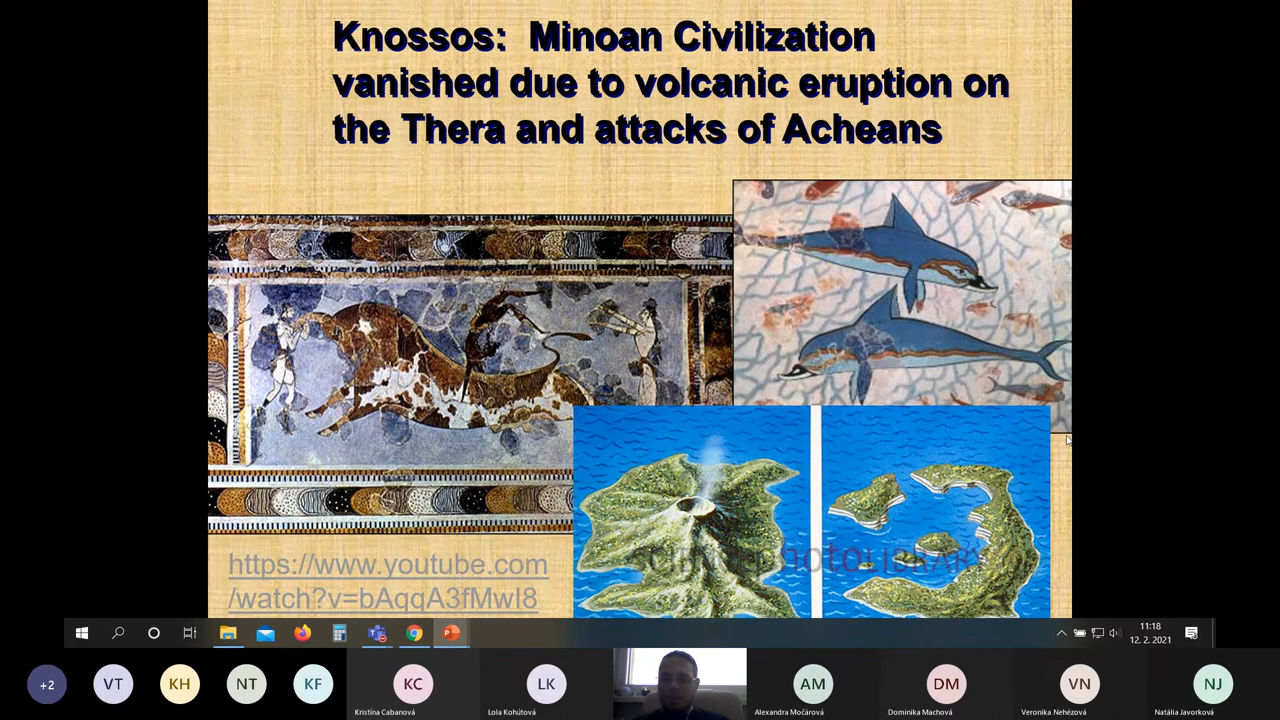 Knossos: Minoan Civilization
vanished due to volcanic eruption on
the Thera and attacks of Acheans
https://www.youtube.com
/watch?v=bAqqA3fMwI8
SCIENCEPHOTOLIBRARY
11:18
12. 2. 2021
+2
VT
KH
NT
KF
KC
LK
AM
DM
VN
NJ
Kristína Cabanová
Lola Kohútová
Alexandra Močárová
Dominika Machová
Veronika Nehézová
Natália Javorková